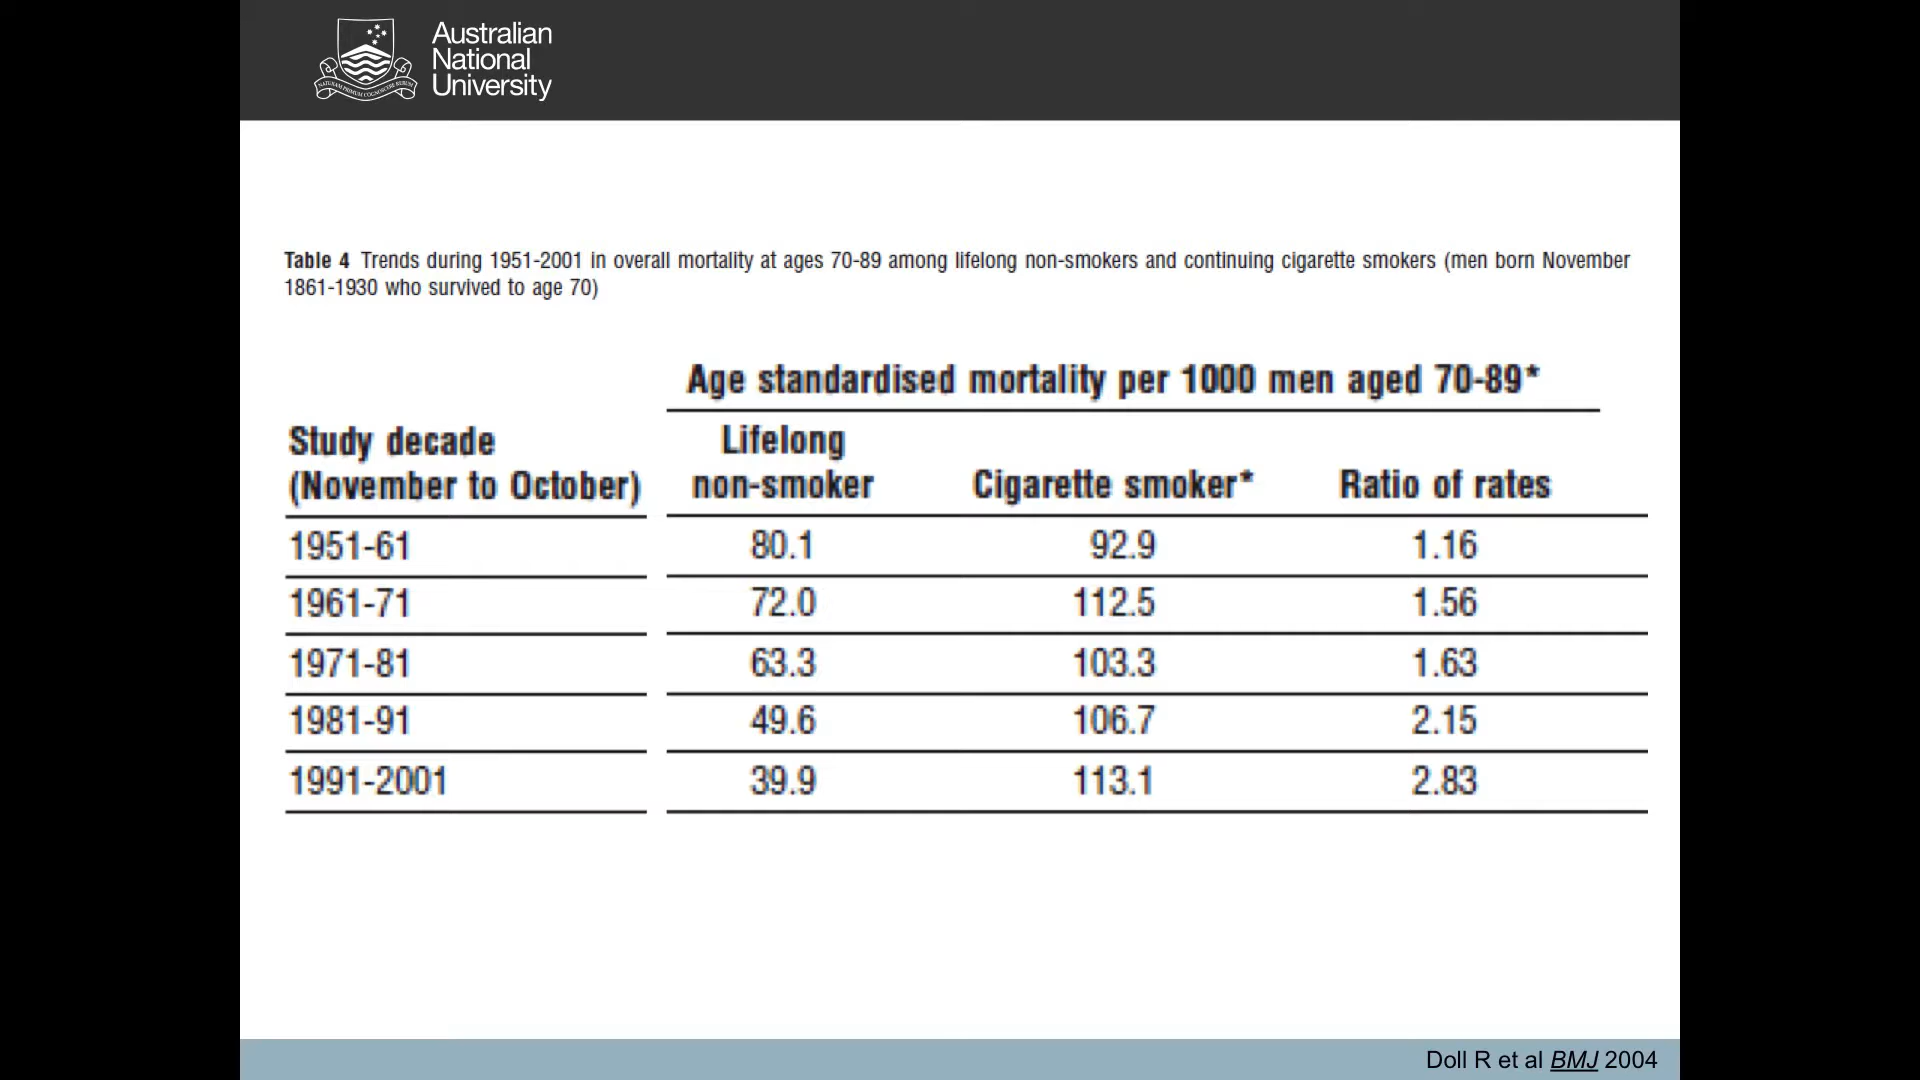 Australian
National
University
NATURAM PRIMUM COGNOSCERE RERUM
Table 4 Trends during 1951-2001 in overall mortality at ages 70-89 among lifelong non-smokers and continuing cigarette smokers (men born November
1861-1930 who survived to age 70)
Age standardised mortality per 1000 men aged 70-89*
Study decade
(November to October)
Lifelong
non-smoker
Cigarette smoker*
Ratio of rates
1951-61 80.1 92.9 1.16
1961-71 72.0 112.5 1.56
1971-81 63.3 103.3 1.63
1981-91 49.6 106.7 2.15
1991-2001 39.9 113.1 2.83
Doll R et al BMJ 2004